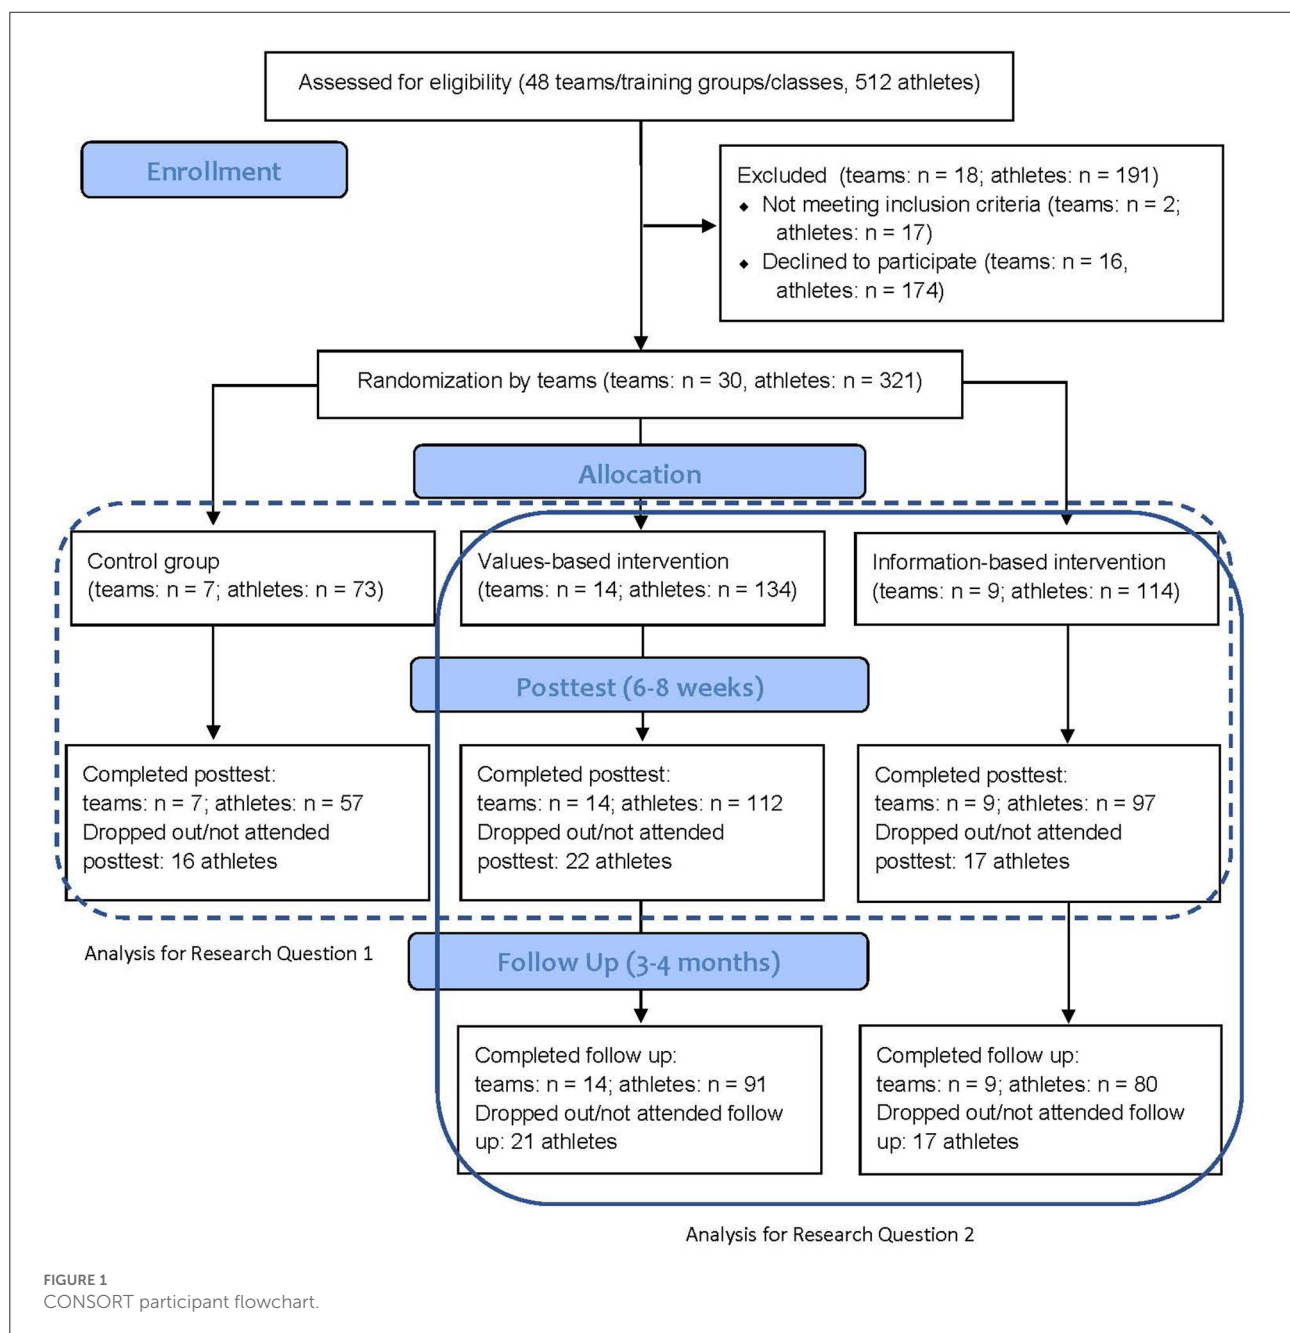 Assessed for eligibility (48 teams/training groups/classes, 512 athletes)
Enrollment
Excluded (teams: n = 18; athletes: n = 191)
◆ Not meeting inclusion criteria (teams: n = 2;
athletes: n = 17)
◆ Declined to participate (teams: n = 16,
athletes: n = 174)
Randomization by teams (teams: n = 30, athletes: n = 321)
Allocation
Control group
(teams: n = 7; athletes: n = 73)
Values-based intervention
(teams: n = 14; athletes: n = 134)
Information-based intervention
(teams: n = 9; athletes: n = 114)
Posttest (6-8 weeks)
Completed posttest:
teams: n = 7; athletes: n = 57
Dropped out/not attended
posttest: 16 athletes
Completed posttest:
teams: n = 14; athletes: n = 112
Dropped out/not attended
posttest: 22 athletes
Completed posttest:
teams: n = 9; athletes: n = 97
Dropped out/not attended
posttest: 17 athletes
Analysis for Research Question 1
Follow Up (3-4 months)
Completed follow up:
teams: n = 14; athletes: n = 91
Dropped out/not attended follow
up: 21 athletes
Completed follow up:
teams: n = 9; athletes: n = 80
Dropped out/not attended follow
up: 17 athletes
Analysis for Research Question 2
FIGURE 1
CONSORT participant flowchart.